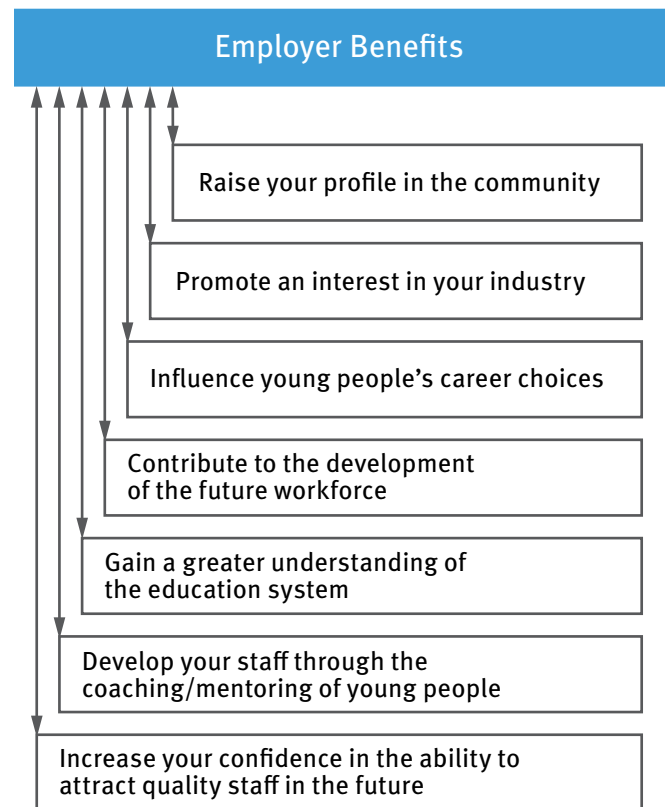 Employer Benefits
Raise your profile in the community
Promote an interest in your industry
Influence young people’s career choices
Contribute to the development
of the future workforce
Gain a greater understanding of
the education system
Develop your staff through the
coaching/mentoring of young people
Increase your confidence in the ability to
attract quality staff in the future